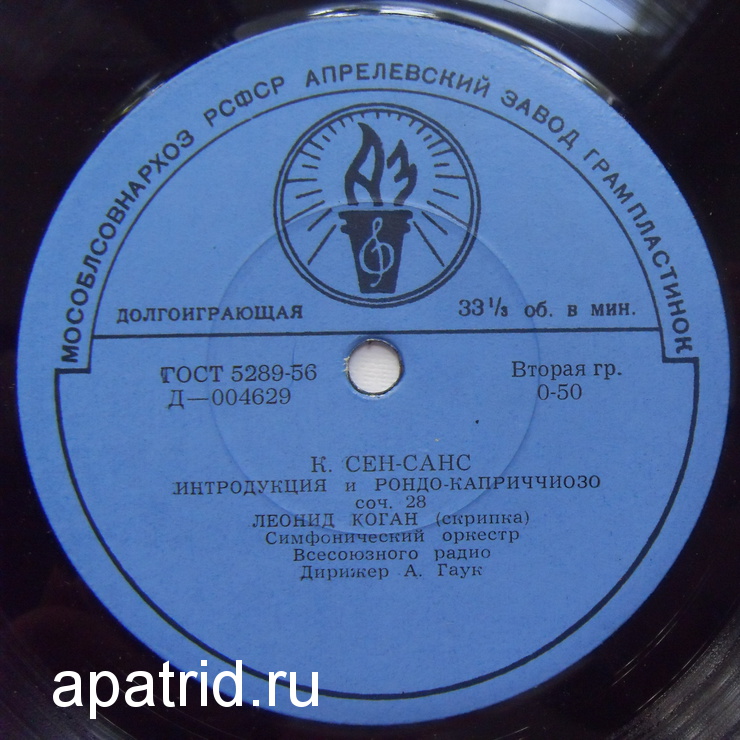 МОСОБЛСОВНАРХОЗ РСФСР АПРЕЛЕВСКИЙ ЗАВОД ГРАМПЛАСТИНОК
АЗ
ДОЛГОИГРАЮЩАЯ 33 1/3 об. в мин.
ГОСТ 5289-56 Вторая гр.
Д—004629 0-50
К. СЕН-САНС
ИНТРОДУКЦИЯ и РОНДО-КАПРИЧЧИОЗО
соч. 28
ЛЕОНИД КОГАН (скрипка)
Симфонический оркестр
Всесоюзного радио
Дирижер А. Гаук
apatrid.ru